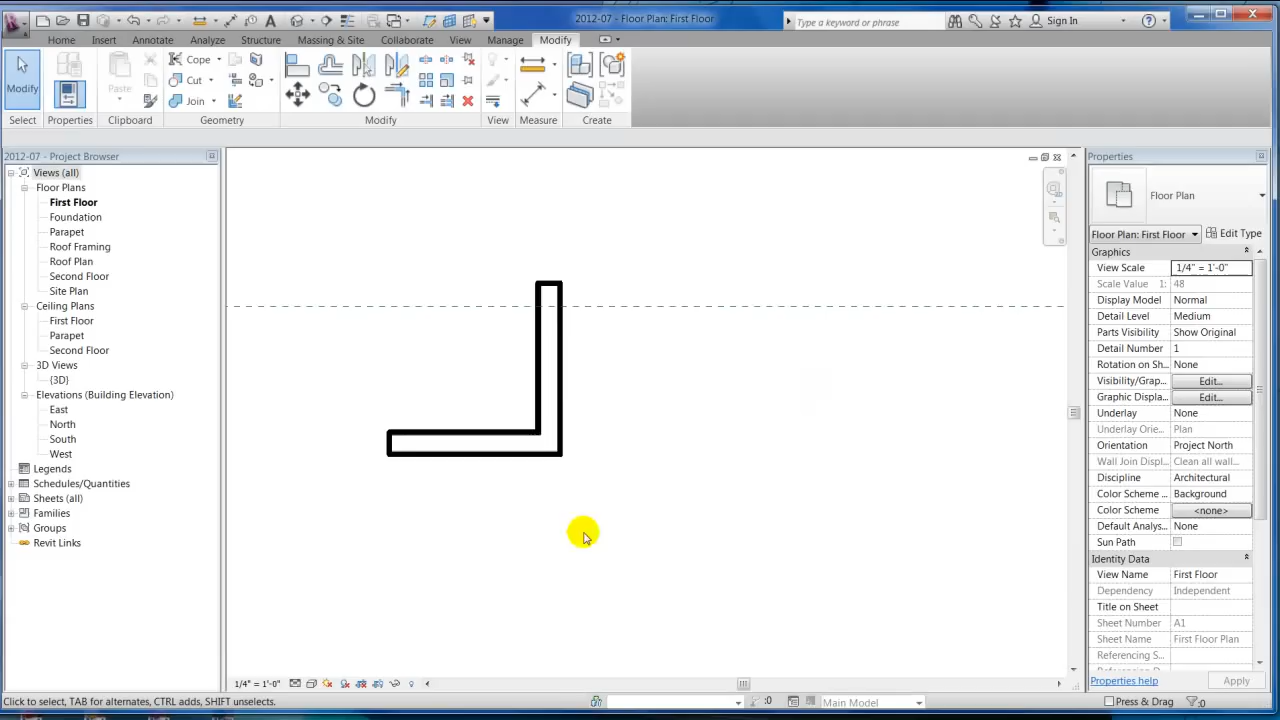 2012-07 - Floor Plan: First Floor
Type a keyword or phrase
Sign In
Home Insert Annotate Analyze Structure Massing & Site Collaborate View Manage Modify
Modify
Paste
Cope
Cut
Join
Select Properties Clipboard Geometry Modify View Measure Create
2012-07 - Project Browser
Views (all)
Floor Plans
First Floor
Foundation
Parapet
Roof Framing
Roof Plan
Second Floor
Site Plan
Ceiling Plans
First Floor
Parapet
Second Floor
3D Views
{3D}
Elevations (Building Elevation)
East
North
South
West
Legends
Schedules/Quantities
Sheets (all)
Families
Groups
Revit Links
Properties
Floor Plan
Floor Plan: First Floor Edit Type
Graphics
View Scale 1/4" = 1'-0"
Scale Value 1: 48
Display Model Normal
Detail Level Medium
Parts Visibility Show Original
Detail Number 1
Rotation on Sh... None
Visibility/Grap... Edit...
Graphic Displa... Edit...
Underlay None
Underlay Orie... Plan
Orientation Project North
Wall Join Displ... Clean all wall...
Discipline Architectural
Color Scheme ... Background
Color Scheme <none>
Default Analys... None
Sun Path
Identity Data
View Name First Floor
Dependency Independent
Title on Sheet
Sheet Number A1
Sheet Name First Floor Plan
Referencing S...
Properties help Apply
1/4" = 1'-0"
Click to select, TAB for alternates, CTRL adds, SHIFT unselects.
:0
Main Model
Press & Drag
:0